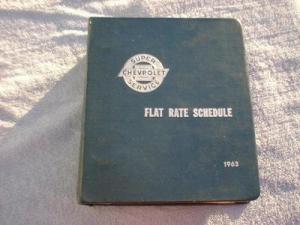 SUPER
CHEVROLET
SERVICE
FLAT RATE SCHEDULE
1963